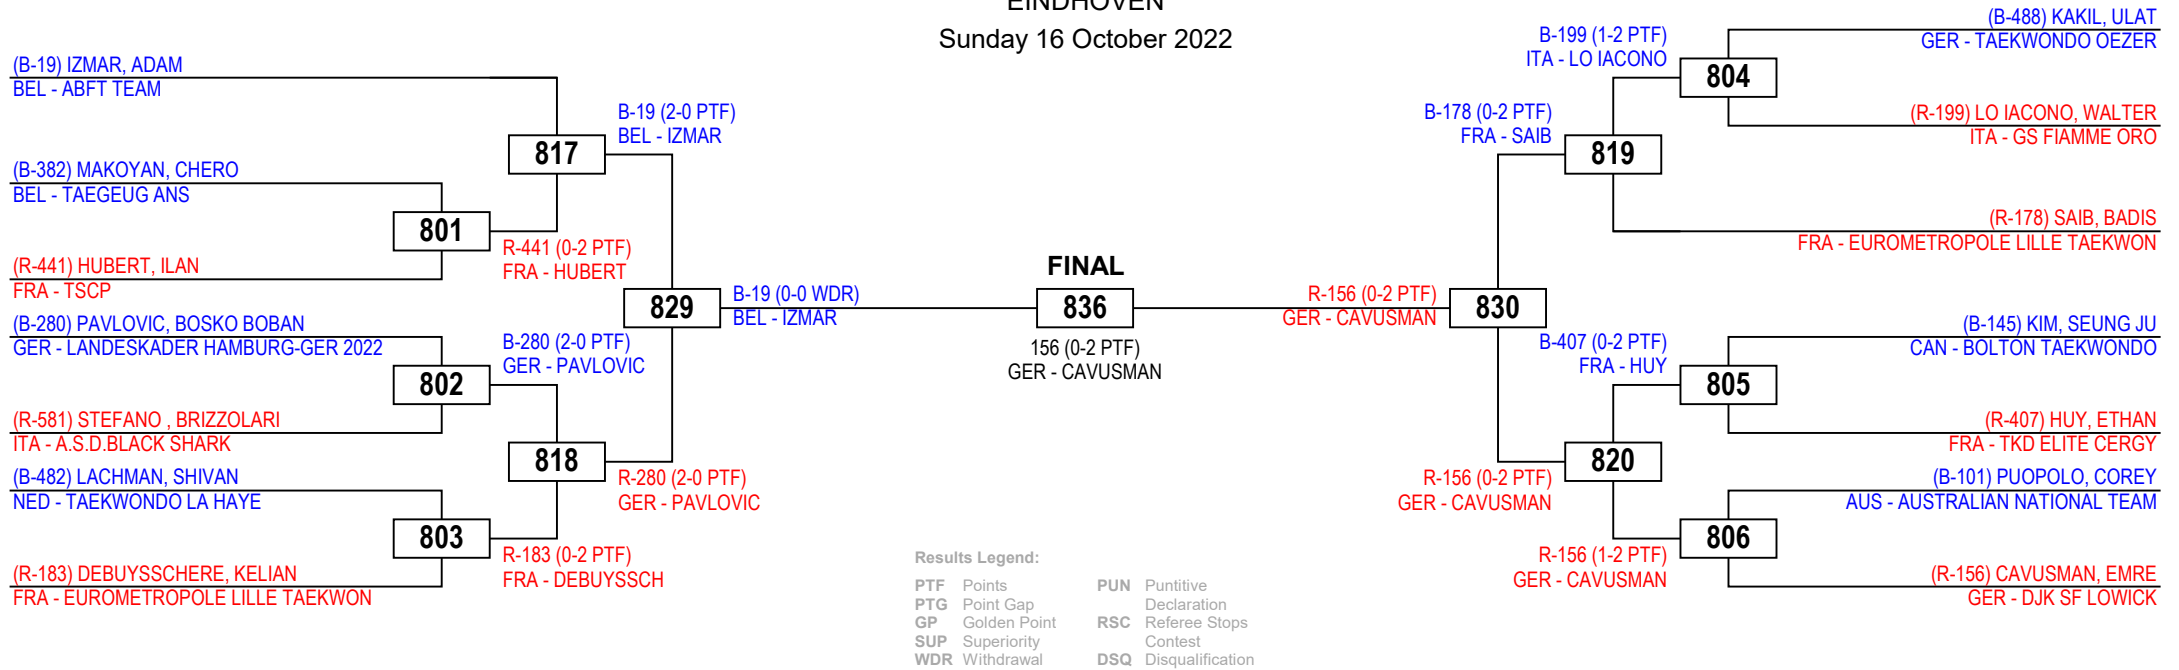 EINDHOVEN
Sunday 16 October 2022
(B-19) IZMAR, ADAM
BEL - ABFT TEAM
B-19 (2-0 PTF)
BEL - IZMAR
817
(B-382) MAKOYAN, CHERO
BEL - TAEGEUG ANS
801
R-441 (0-2 PTF)
FRA - HUBERT
(R-441) HUBERT, ILAN
FRA - TSCP
829
B-19 (0-0 WDR)
BEL - IZMAR
(B-280) PAVLOVIC, BOSKO BOBAN
GER - LANDESKADER HAMBURG-GER 2022
B-280 (2-0 PTF)
GER - PAVLOVIC
802
(R-581) STEFANO , BRIZZOLARI
ITA - A.S.D.BLACK SHARK
818
R-280 (2-0 PTF)
GER - PAVLOVIC
(B-482) LACHMAN, SHIVAN
NED - TAEKWONDO LA HAYE
803
R-183 (0-2 PTF)
FRA - DEBUYSSCH
(R-183) DEBUYSSCHERE, KELIAN
FRA - EUROMETROPOLE LILLE TAEKWON
FINAL
836
156 (0-2 PTF)
GER - CAVUSMAN
(B-488) KAKIL, ULAT
GER - TAEKWONDO OEZER
B-199 (1-2 PTF)
ITA - LO IACONO
804
(R-199) LO IACONO, WALTER
ITA - GS FIAMME ORO
B-178 (0-2 PTF)
FRA - SAIB
819
(R-178) SAIB, BADIS
FRA - EUROMETROPOLE LILLE TAEKWON
R-156 (0-2 PTF)
GER - CAVUSMAN
830
(B-145) KIM, SEUNG JU
CAN - BOLTON TAEKWONDO
B-407 (0-2 PTF)
FRA - HUY
805
(R-407) HUY, ETHAN
FRA - TKD ELITE CERGY
820
R-156 (0-2 PTF)
GER - CAVUSMAN
(B-101) PUOPOLO, COREY
AUS - AUSTRALIAN NATIONAL TEAM
806
R-156 (1-2 PTF)
GER - CAVUSMAN
(R-156) CAVUSMAN, EMRE
GER - DJK SF LOWICK
Results Legend:
PTF Points
PTG Point Gap
GP Golden Point
SUP Superiority
WDR Withdrawal
PUN Puntitive
Declaration
RSC Referee Stops
Contest
DSQ Disqualification